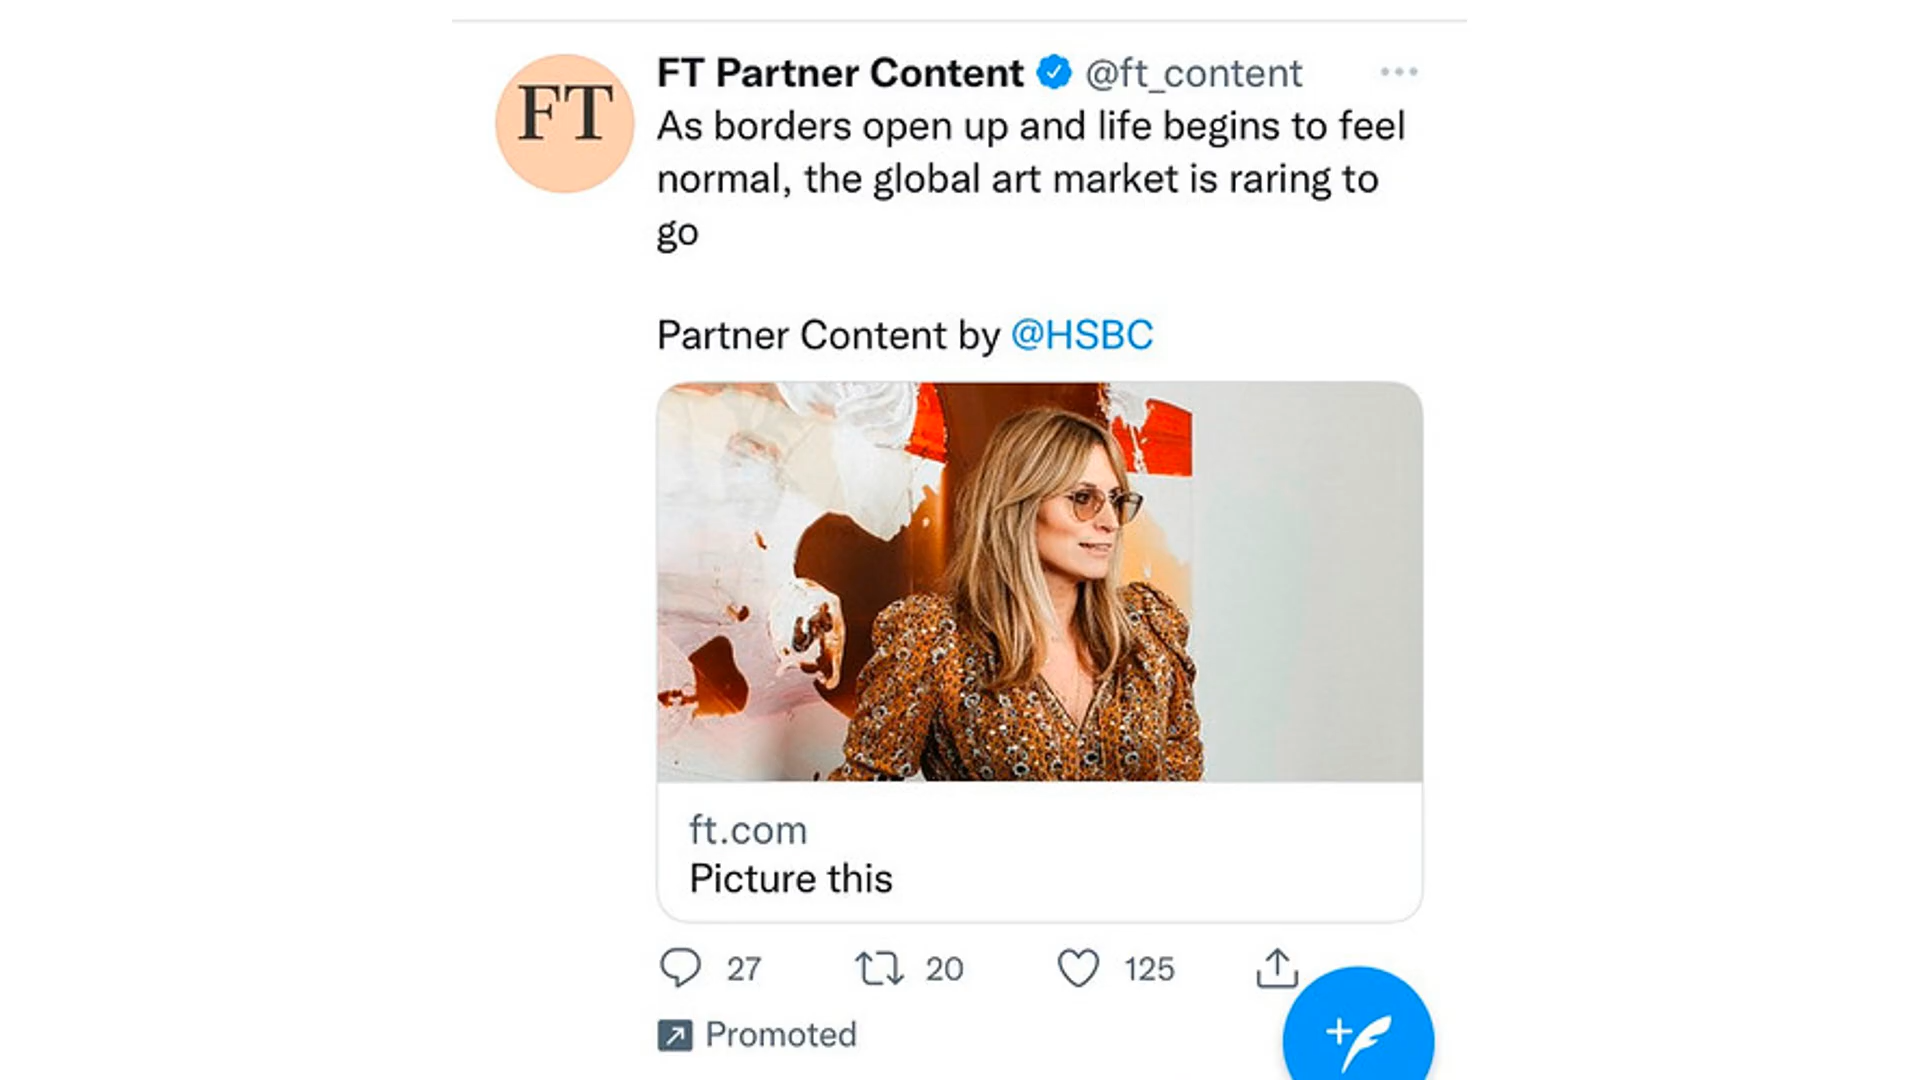 FT
FT Partner Content @ft_content
As borders open up and life begins to feel
normal, the global art market is raring to
go
Partner Content by @HSBC
ft.com
Picture this
27 20 125
Promoted